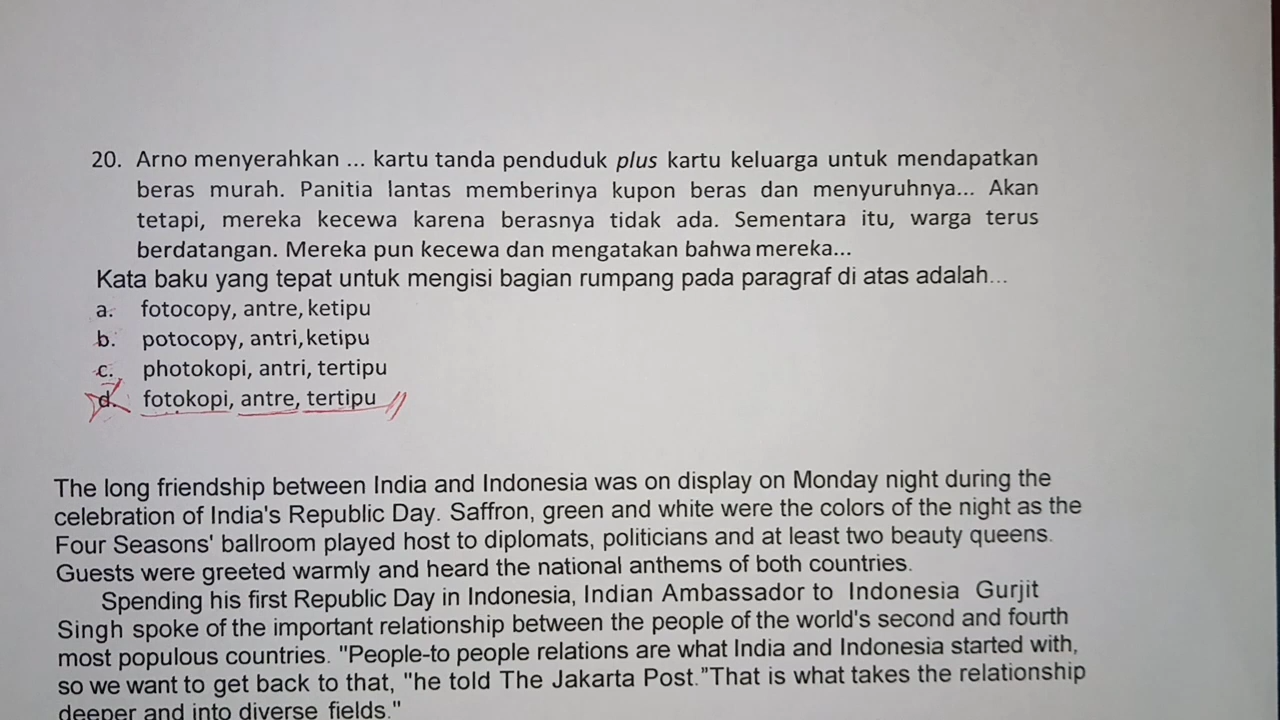 20. Arno menyerahkan ... kartu tanda penduduk plus kartu keluarga untuk mendapatkan
beras murah. Panitia lantas memberinya kupon beras dan menyuruhnya... Akan
tetapi, mereka kecewa karena berasnya tidak ada. Sementara itu, warga terus
berdatangan. Mereka pun kecewa dan mengatakan bahwa mereka...
Kata baku yang tepat untuk mengisi bagian rumpang pada paragraf di atas adalah...
a. fotocopy, antre, ketipu
b. potocopy, antri, ketipu
c. photokopi, antri, tertipu
d. fotokopi, antre, tertipu
The long friendship between India and Indonesia was on display on Monday night during the
celebration of India's Republic Day. Saffron, green and white were the colors of the night as the
Four Seasons' ballroom played host to diplomats, politicians and at least two beauty queens.
Guests were greeted warmly and heard the national anthems of both countries.
Spending his first Republic Day in Indonesia, Indian Ambassador to Indonesia Gurjit
Singh spoke of the important relationship between the people of the world's second and fourth
most populous countries. "People-to people relations are what India and Indonesia started with,
so we want to get back to that, "he told The Jakarta Post."That is what takes the relationship
deeper and into diverse fields."